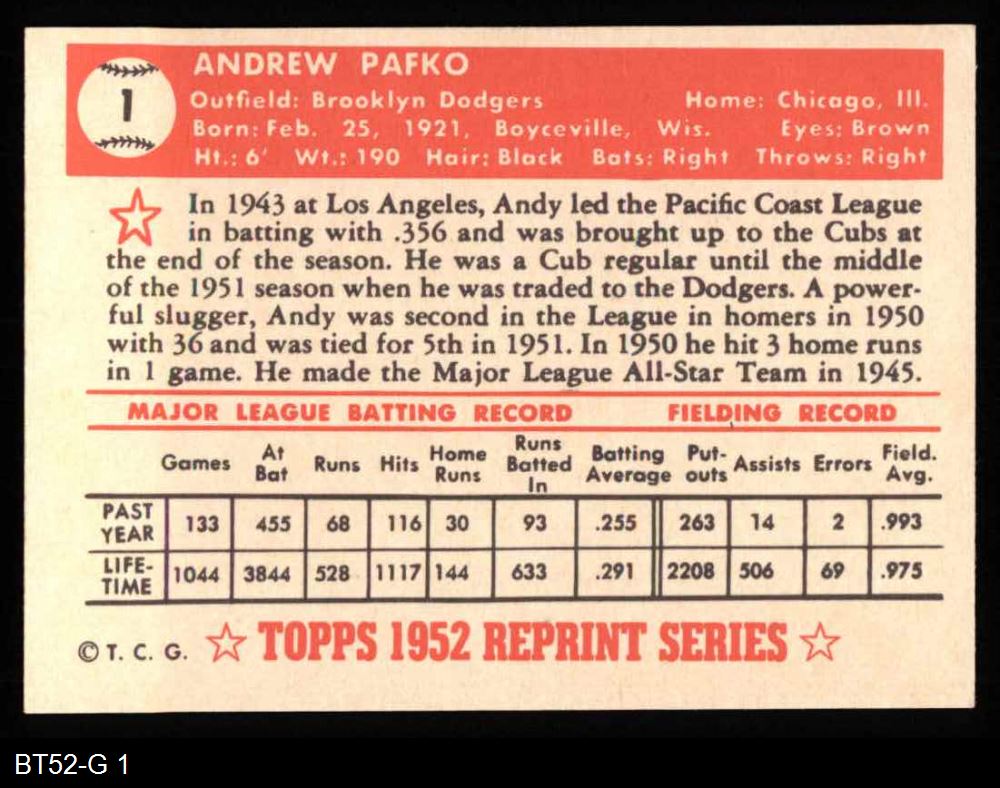 1
ANDREW PAFKO
Outfield: Brooklyn Dodgers Home: Chicago, Ill.
Born: Feb. 25, 1921, Boyceville, Wis. Eyes: Brown
Ht.: 6' Wt.: 190 Hair: Black Bats: Right Throws: Right
In 1943 at Los Angeles, Andy led the Pacific Coast League
in batting with .356 and was brought up to the Cubs at
the end of the season. He was a Cub regular until the middle
of the 1951 season when he was traded to the Dodgers. A power-
ful slugger, Andy was second in the League in homers in 1950
with 36 and was tied for 5th in 1951. In 1950 he hit 3 home runs
in 1 game. He made the Major League All-Star Team in 1945.
MAJOR LEAGUE BATTING RECORD FIELDING RECORD
Games At Bat Runs Hits Home Runs Runs Batted In Batting Average Put-outs Assists Errors Field. Avg.
PAST YEAR 133 455 68 116 30 93 .255 263 14 2 .993
LIFE-TIME 1044 3844 528 1117 144 633 .291 2208 506 69 .975
© T. C. G. TOPPS 1952 REPRINT SERIES
BT52-G 1